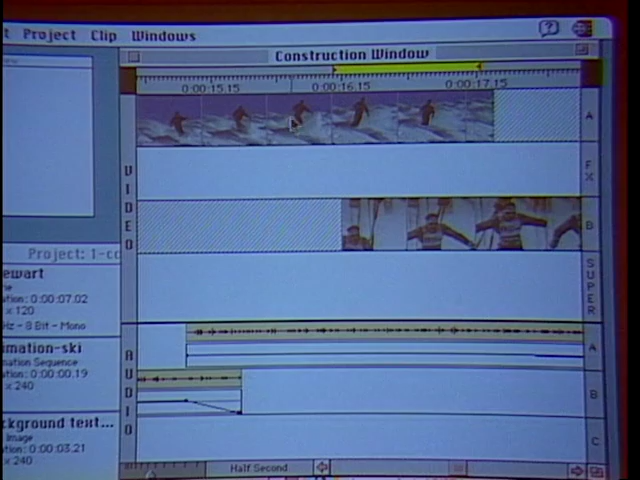 Project Clip Windows
Construction Window
0:00:15.15 0:00:16.15 0:00:17.15
VIDEO
A
FX
B
SUPER
Project: 1-co
ewart
ation: 0:00:07.02
x 120
Hz - 8 Bit - Mono
imation-ski
mation Sequence
ation: 0:00:00.19
x 240
ckground text...
Image
ation: 0:00:03.21
x 240
AUDIO
A
B
C
Half Second